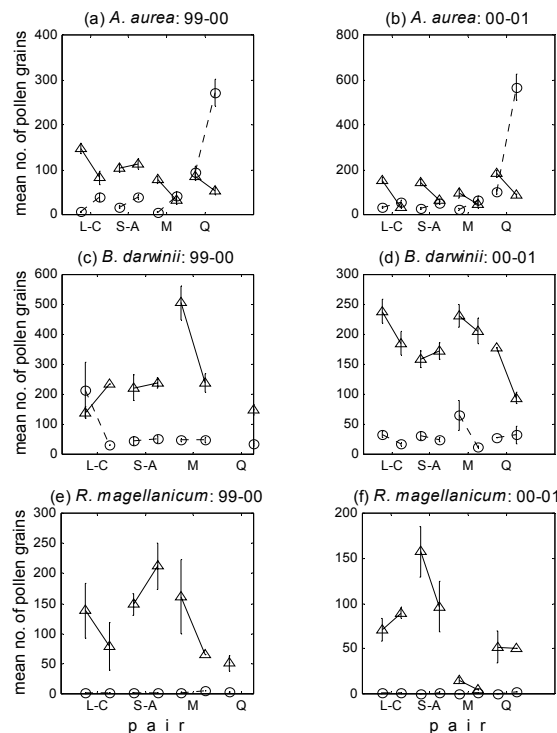 (a) A. aurea: 99-00
(b) A. aurea: 00-01
mean no. of pollen grains
400
300
200
100
0
L-C S-A M Q
800
600
400
200
0
L-C S-A M Q
(c) B. darwinii: 99-00
(d) B. darwinii: 00-01
mean no. of pollen grains
600
500
400
300
200
100
0
L-C S-A M Q
300
250
200
150
100
50
0
L-C S-A M Q
(e) R. magellanicum: 99-00
(f) R. magellanicum: 00-01
mean no. of pollen grains
300
250
200
150
100
50
0
L-C S-A M Q
pair
200
150
100
50
0
L-C S-A M Q
pair